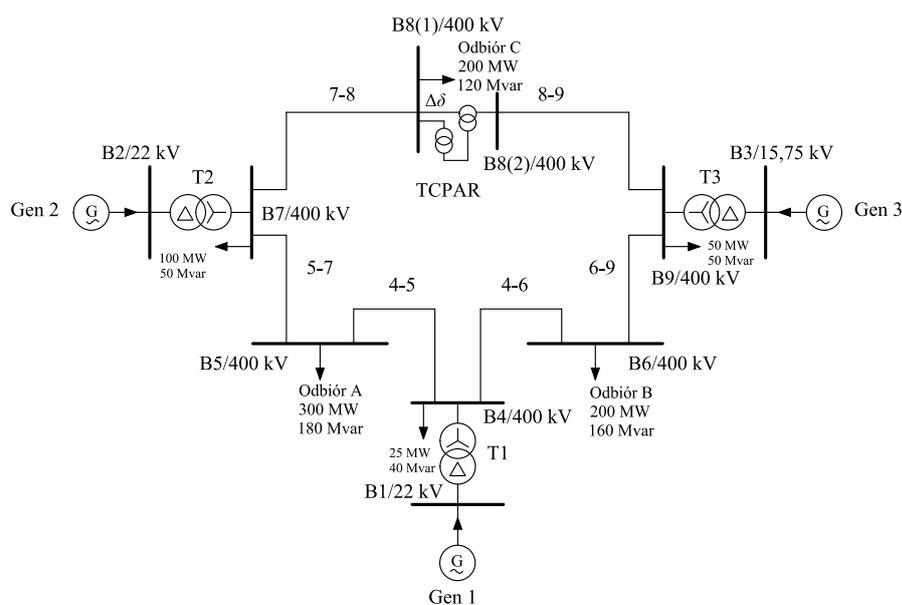 B8(1)/400 kV
Odbiór C
200 MW
120 Mvar
Δδ
7-8
8-9
B8(2)/400 kV
TCPAR
B2/22 kV
T2
Gen 2
G
B7/400 kV
100 MW
50 Mvar
B3/15,75 kV
T3
G
Gen 3
50 MW
50 Mvar
B9/400 kV
5-7
4-5
4-6
6-9
B5/400 kV
Odbiór A
300 MW
180 Mvar
B6/400 kV
Odbiór B
200 MW
160 Mvar
B4/400 kV
25 MW
40 Mvar
T1
B1/22 kV
G
Gen 1